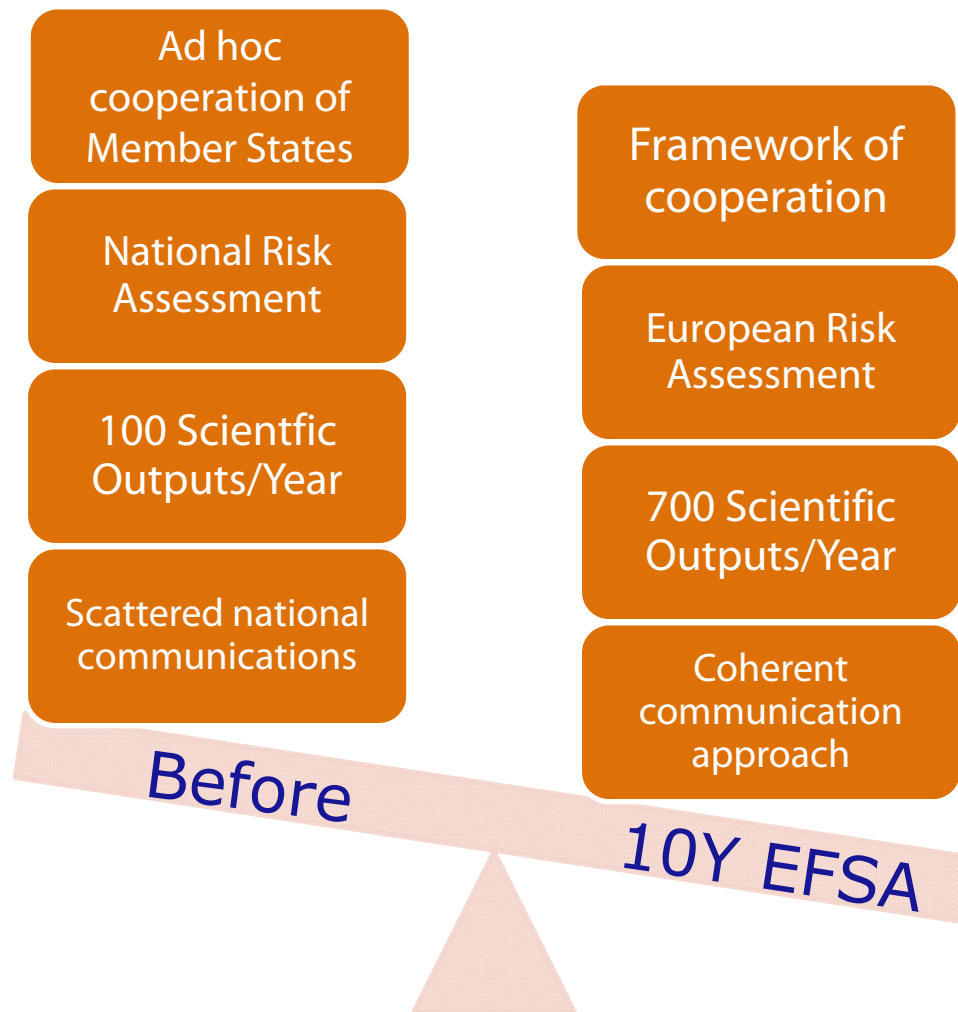 Ad hoc
cooperation of
Member States
National Risk
Assessment
100 Scientfic
Outputs/Year
Scattered national
communications
Before
Framework of
cooperation
European Risk
Assessment
700 Scientific
Outputs/Year
Coherent
communication
approach
10Y EFSA